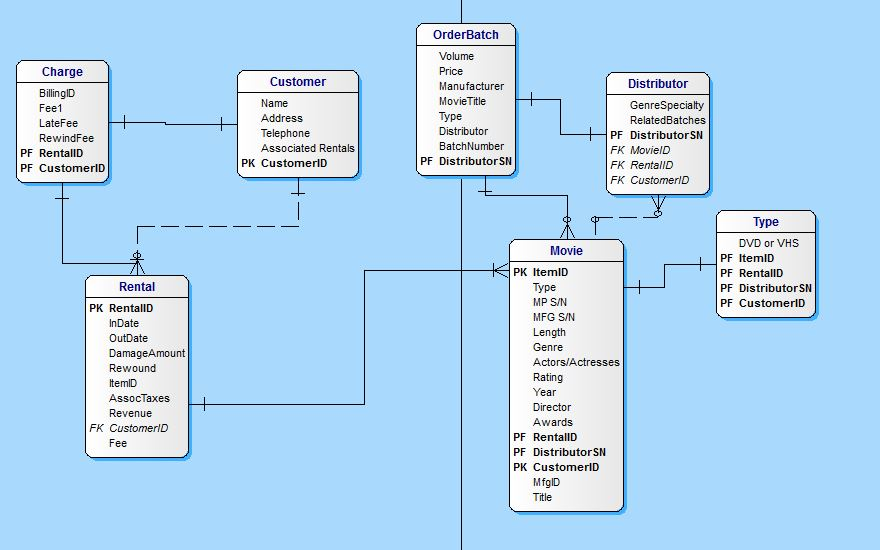 Charge
BillingID
Fee1
LateFee
RewindFee
PF RentalID
PF CustomerID
Customer
Name
Address
Telephone
Associated Rentals
PK CustomerID
OrderBatch
Volume
Price
Manufacturer
MovieTitle
Type
Distributor
BatchNumber
PF DistributorSN
Distributor
GenreSpecialty
RelatedBatches
PF DistributorSN
FK MovieID
FK RentalID
FK CustomerID
Type
DVD or VHS
PF ItemID
PF RentalID
PF DistributorSN
PF CustomerID
Rental
PK RentalID
InDate
OutDate
DamageAmount
Rewound
ItemID
AssocTaxes
Revenue
FK CustomerID
Fee
Movie
PK ItemID
Type
MP S/N
MFG S/N
Length
Genre
Actors/Actresses
Rating
Year
Director
Awards
PF RentalID
PF DistributorSN
PK CustomerID
MfgID
Title